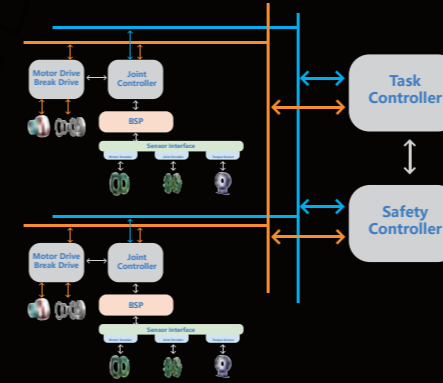 Motor Drive
Break Drive
Joint
Controller
BSP
Sensor Interface
Task
Controller
Safety
Controller
Motor Drive
Break Drive
Joint
Controller
BSP
Sensor Interface